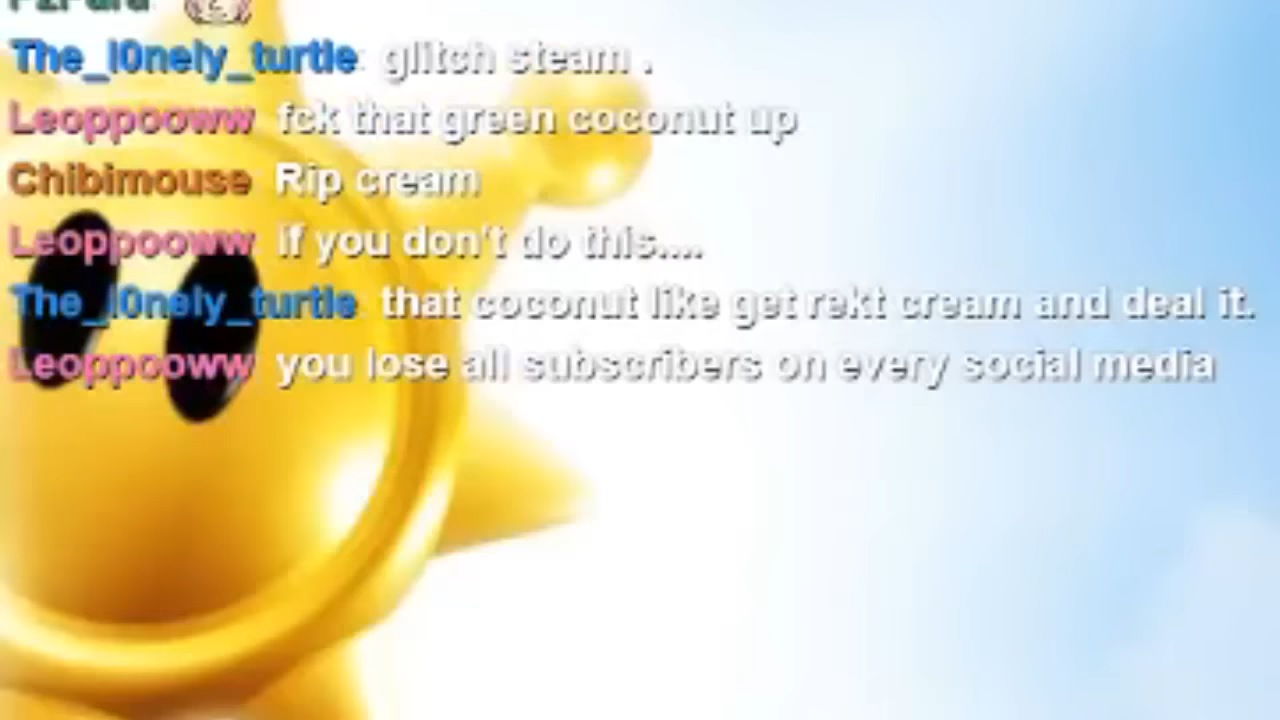 The_l0nely_turtle: glitch steam .
Leoppooww: fck that green coconut up
Chibimouse: Rip cream
Leoppooww: if you don't do this....
The_l0nely_turtle: that coconut like get rekt cream and deal it.
Leoppooww: you lose all subscribers on every social media